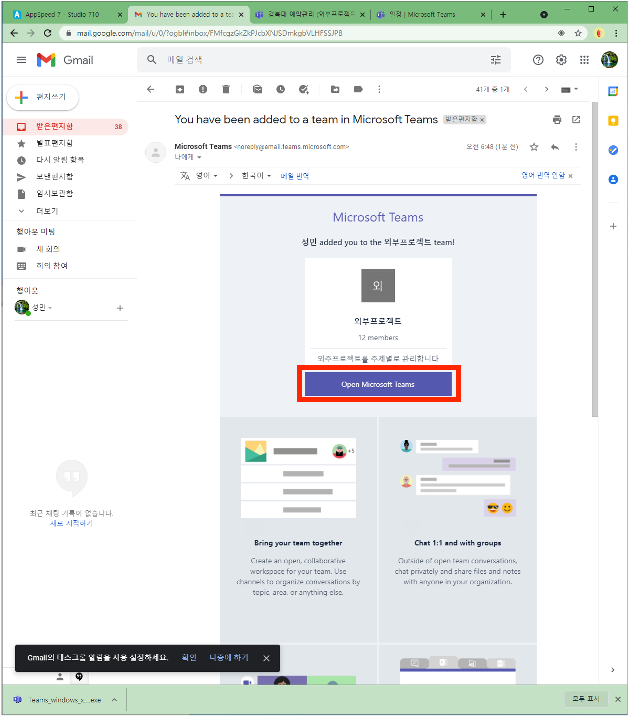 AppSpeed 7 - Studio 710
You have been added to a tea
경북대 예약관리 (외부프로젝트
일정 | Microsoft Teams
mail.google.com/mail/u/0/?ogbl#inbox/FMfcgzGkZkPJcbXNJSDmkgbVLHFSSJPB
Gmail
메일 검색
편지쓰기
41개 중 1개
받은편지함 38
별표편지함
다시 알림 항목
보낸편지함
임시보관함
더보기
행아웃 미팅
새 회의
회의 참여
행아웃
성민
최근 채팅 기록이 없습니다.
새로 시작하기
You have been added to a team in Microsoft Teams 받은편지함 x
Microsoft Teams <noreply@email.teams.microsoft.com>
오전 6:48 (1분 전)
나에게
영어 > 한국어 메일 번역
영어 번역 안함 x
Microsoft Teams
성민 added you to the 외부프로젝트 team!
외
외부프로젝트
12 members
외부프로젝트를 주제별로 관리합니다
Open Microsoft Teams
+5
Bring your team together
Create an open, collaborative
workspace for your team. Use
channels to organize conversations by
topic, area, or anything else.
Chat 1:1 and with groups
Outside of open team conversations,
chat privately and share files and notes
with anyone in your organization.
Gmail의 데스크톱 알림을 사용 설정하세요. 확인 나중에 하기
Teams_windows_x....exe
모두 표시